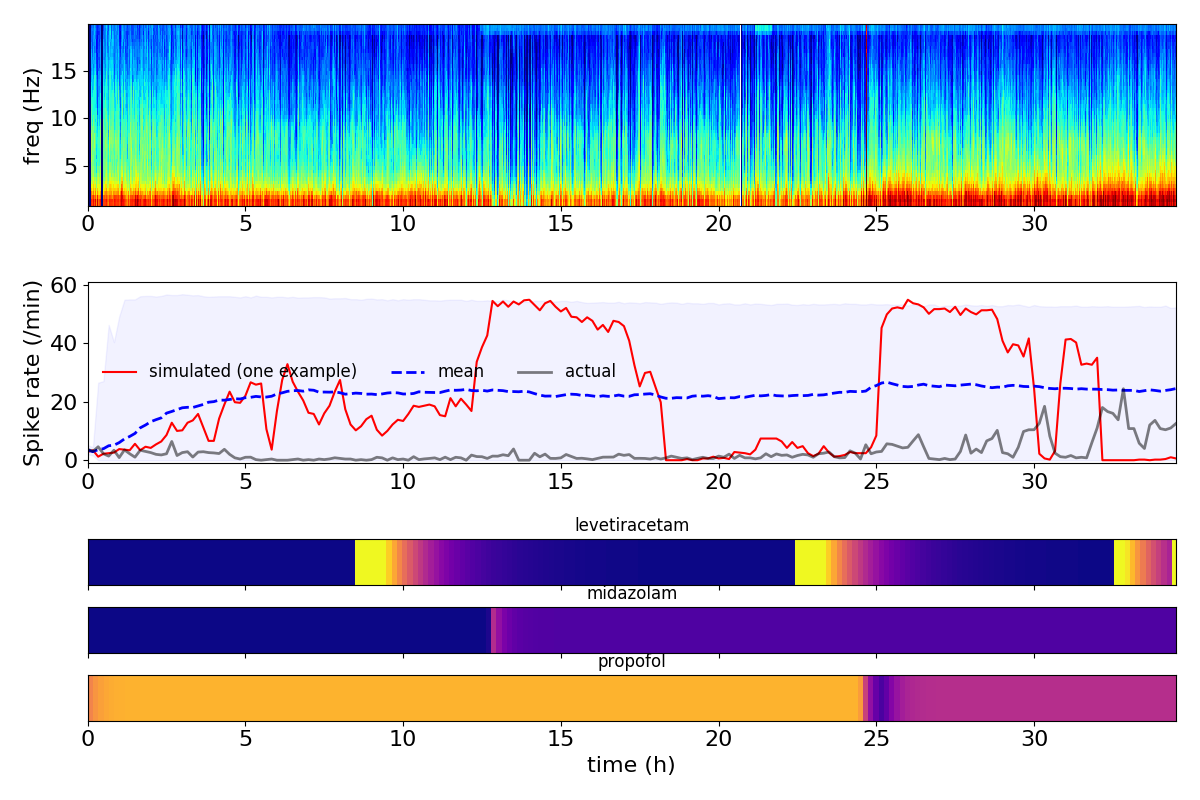 freq (Hz)
15
10
5
0 5 10 15 20 25 30
Spike rate (/min)
60
40
20
0
simulated (one example) mean actual
0 5 10 15 20 25 30
levetiracetam
midazolam
propofol
0 5 10 15 20 25 30
time (h)